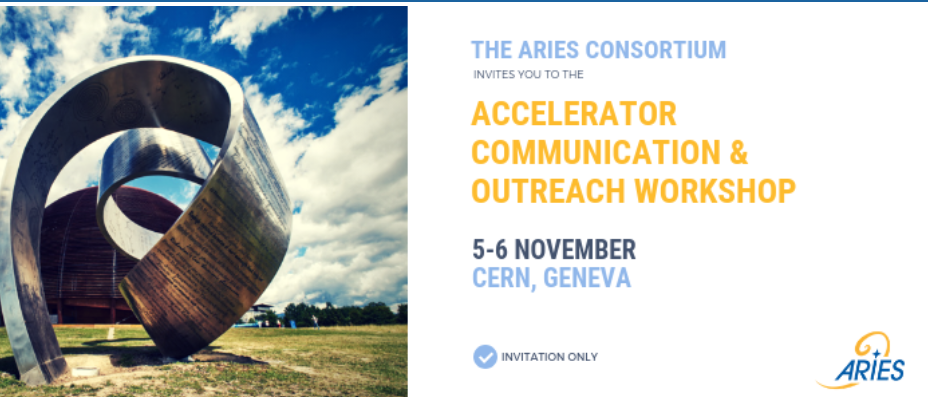 THE ARIES CONSORTIUM
INVITES YOU TO THE
ACCELERATOR
COMMUNICATION &
OUTREACH WORKSHOP
5-6 NOVEMBER
CERN, GENEVA
INVITATION ONLY
ARIES